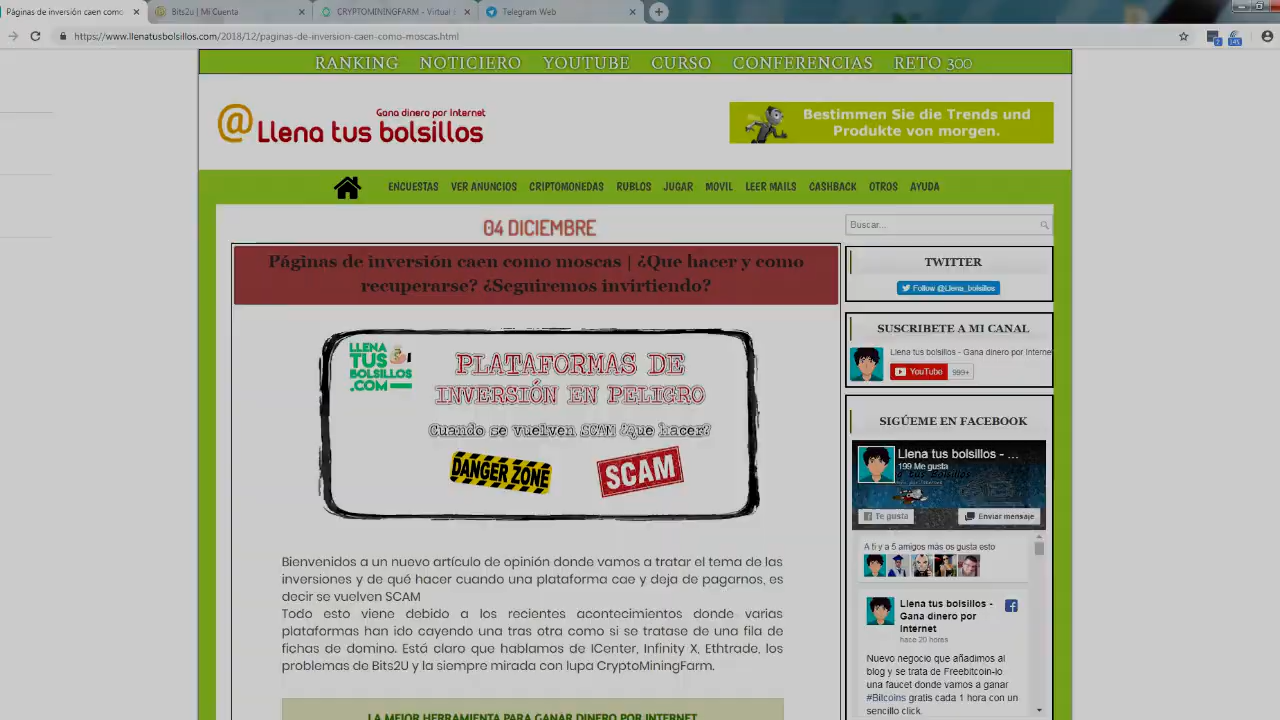 Páginas de inversión caen como
Bits2u | Mi Cuenta
CRYPTOMININGFARM - Virtual
Telegram Web
https://www.llenatusbolsillos.com/2018/12/paginas-de-inversion-caen-como-moscas.html
RANKING NOTICIERO YOUTUBE CURSO CONFERENCIAS RETO 300
Gana dinero por Internet
@Llena tus bolsillos
Bestimmen Sie die Trends und
Produkte von morgen.
ENCUESTAS VER ANUNCIOS CRIPTOMONEDAS RUBLOS JUGAR MOVIL LEER MAILS CASHBACK OTROS AYUDA
04 DICIEMBRE
Páginas de inversión caen como moscas | ¿Que hacer y como
recuperarse? ¿Seguiremos invirtiendo?
LLENA
TUS
BOLSILLOS
.COM
PLATAFORMAS DE
INVERSIÓN EN PELIGRO
Cuando se vuelven SCAM ¿Que hacer?
DANGER ZONE
SCAM
Bienvenidos a un nuevo artículo de opinión donde vamos a tratar el tema de las
inversiones y de qué hacer cuando una plataforma cae y deja de pagarnos, es
decir se vuelven SCAM
Todo esto viene debido a los recientes acontecimientos donde varias
plataformas han ido cayendo una tras otra como si se tratase de una fila de
fichas de domino. Está claro que hablamos de ICenter, Infinity X, Ethtrade, los
problemas de Bits2U y la siempre mirada con lupa CryptoMiningFarm.
LA MEJOR HERRAMIENTA PARA GANAR DINERO POR INTERNET
Buscar...
TWITTER
Follow @Llena_bolsillos
SUSCRIBETE A MI CANAL
Llena tus bolsillos - Gana dinero por Interne
YouTube 999+
SIGÚEME EN FACEBOOK
Llena tus bolsillos - ...
199 Me gusta
Te gusta
Enviar mensaje
A ti y a 5 amigos más os gusta esto
Llena tus bolsillos -
Gana dinero por
Internet
hace 20 horas
Nuevo negocio que añadimos al
blog y se trata de Freebitcoin-io
una faucet donde vamos a ganar
#Bitcoins gratis cada 1 hora con un
sencillo click.